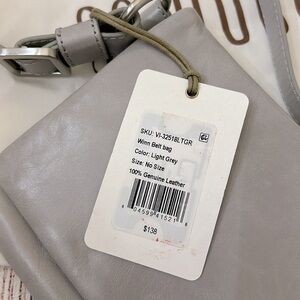 SKU: VI-32518LTGR
Winn Belt bag
Color: Light Grey
Size: No Size
100% Genuine Leather
$138